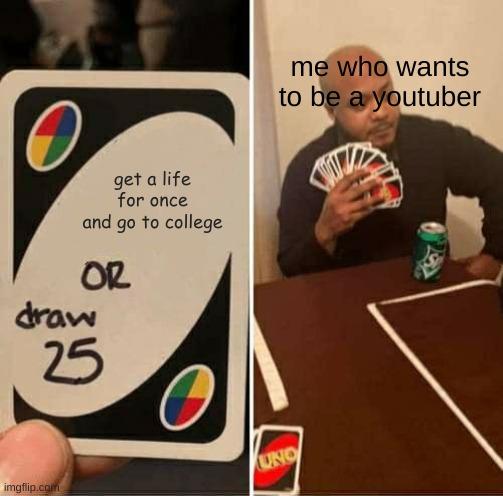 get a life
for once
and go to college
OR
draw
25
me who wants
to be a youtuber
UNO
imgflip.com